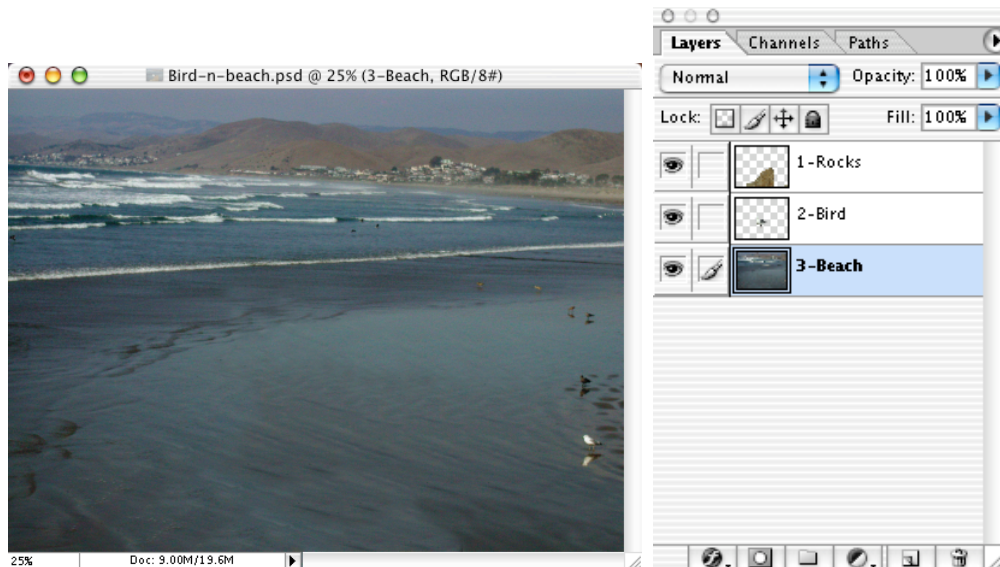 Bird-n-beach.psd @ 25% (3-Beach, RGB/8#)
25%
Doc: 9.00M/19.6M
Layers Channels Paths
Normal Opacity: 100%
Lock: Fill: 100%
1-Rocks
2-Bird
3-Beach